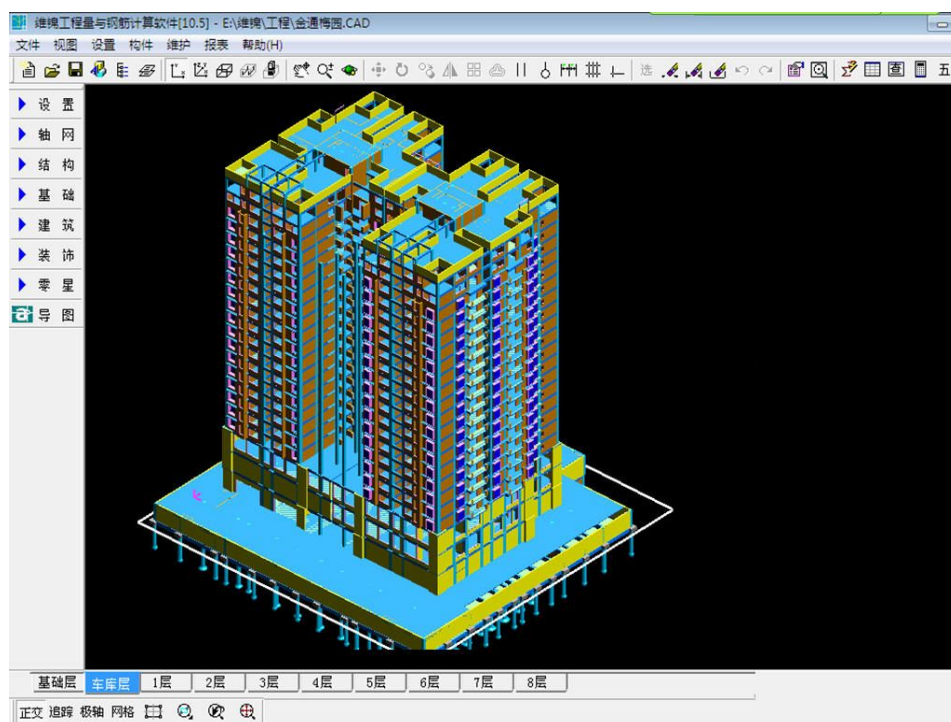 维镜工程量与钢筋计算软件[10.5] - E:\维镜\工程\金通梅园.CAD
文件 视图 设置 构件 维护 报表 帮助(H)
选 查 五
设 置
轴 网
结 构
基 础
建 筑
装 饰
零 星
导 图
基础层 车库层 1层 2层 3层 4层 5层 6层 7层 8层
正交 追踪 极轴 网格